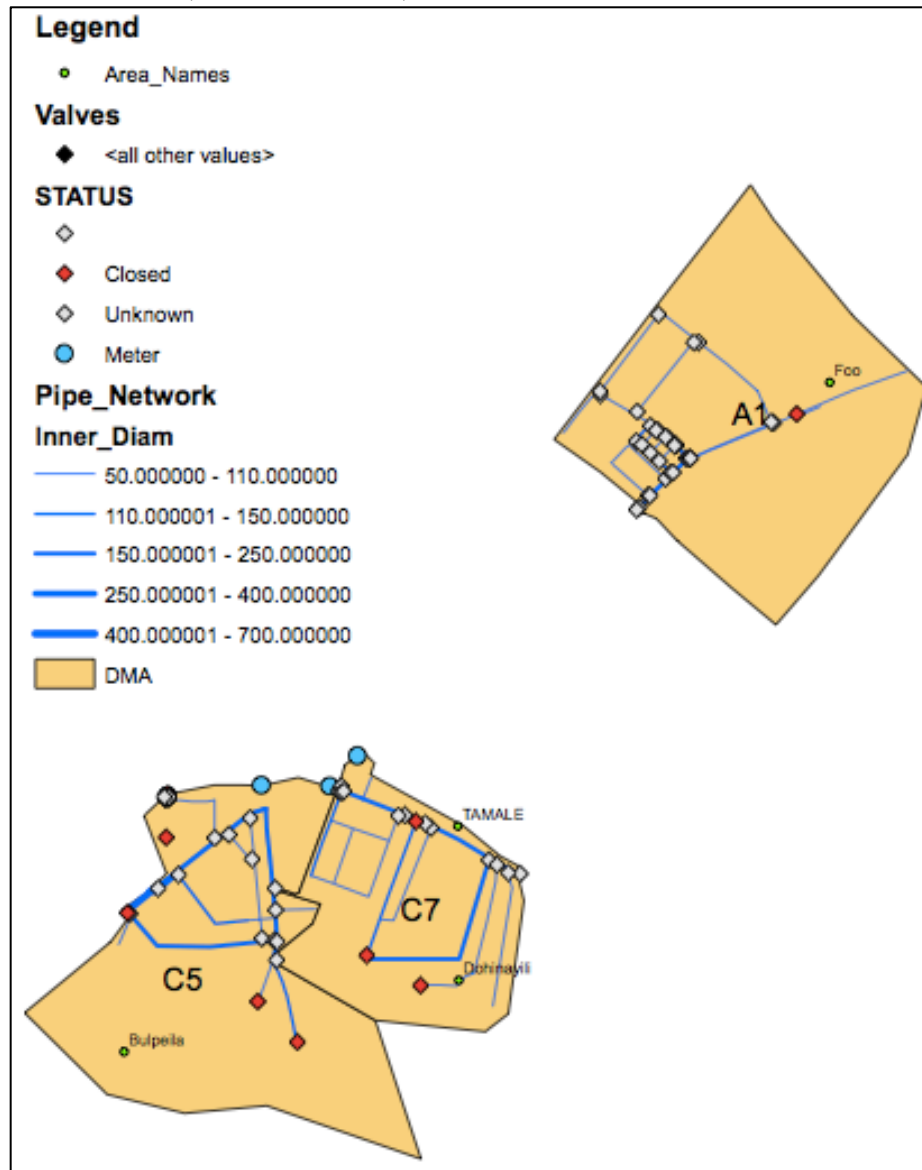 Legend
Area_Names
Valves
<all other values>
STATUS
Closed
Unknown
Meter
Pipe_Network
Inner_Diam
50.000000 - 110.000000
110.000001 - 150.000000
150.000001 - 250.000000
250.000001 - 400.000000
400.000001 - 700.000000
DMA
Foo
A1
TAMALE
C7
Dohinayili
C5
Bulpeila